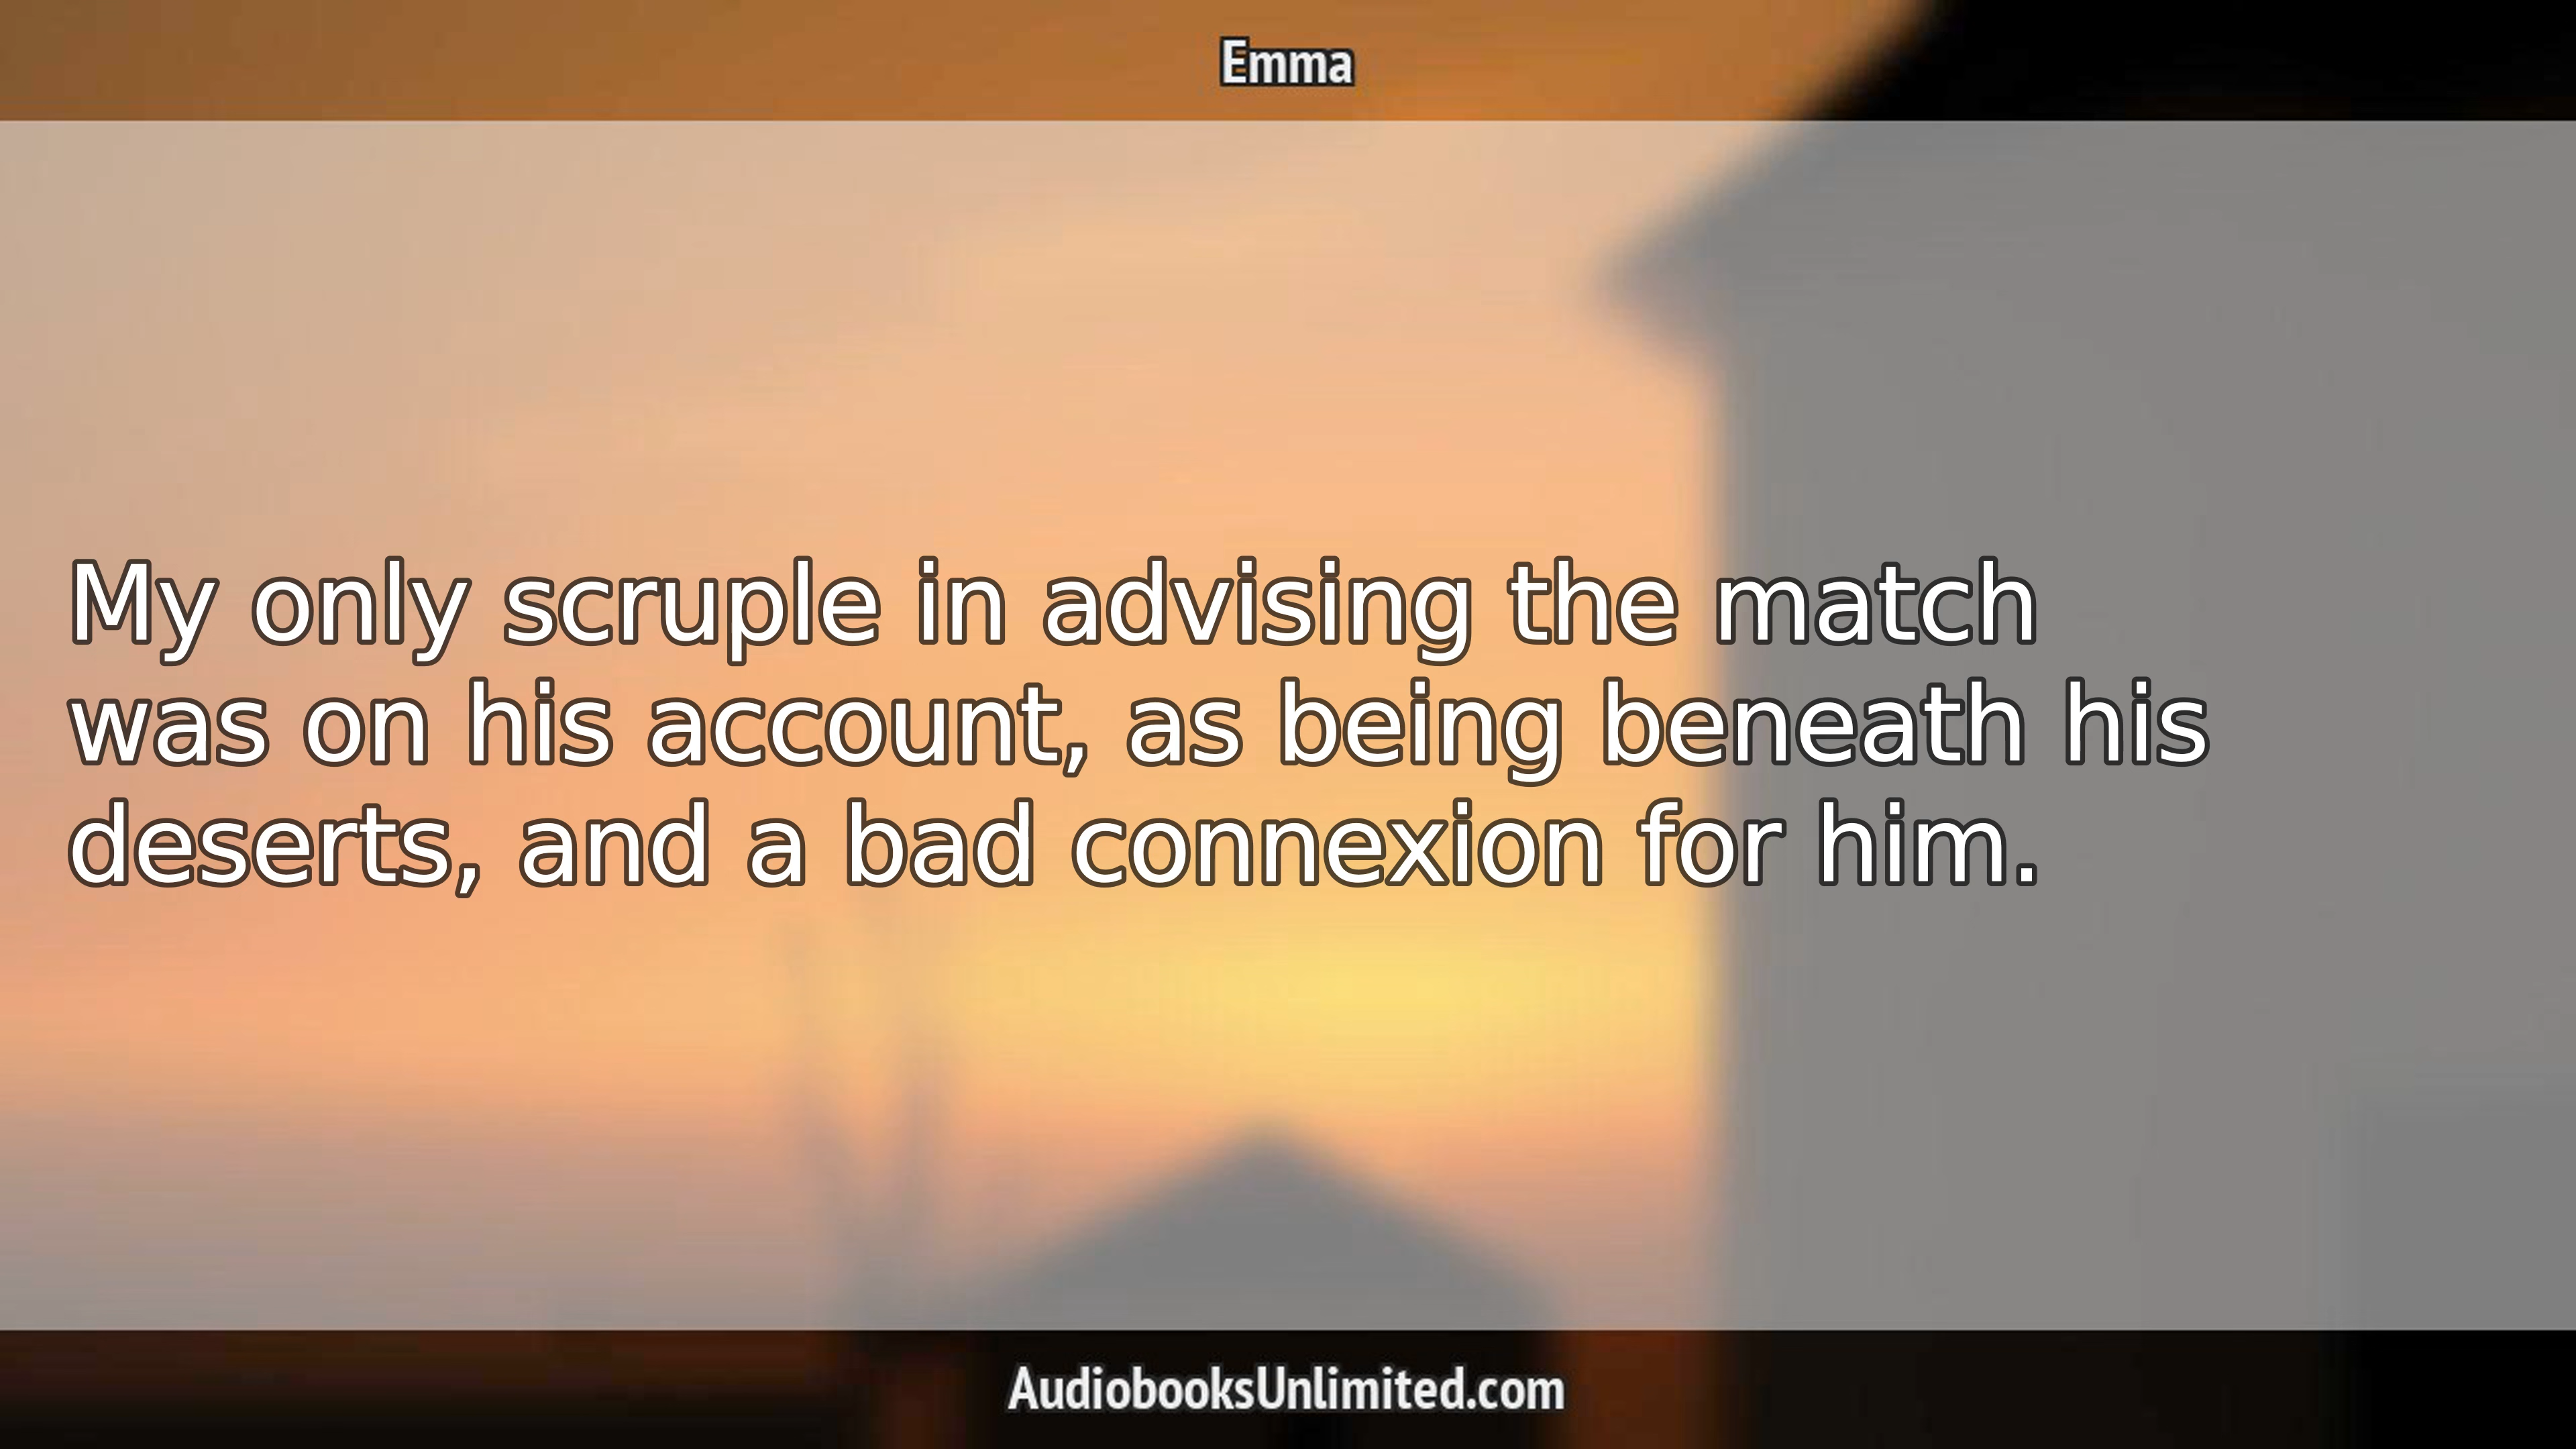 Emma
My only scruple in advising the match
was on his account, as being beneath his
deserts, and a bad connexion for him.
AudiobooksUnlimited.com